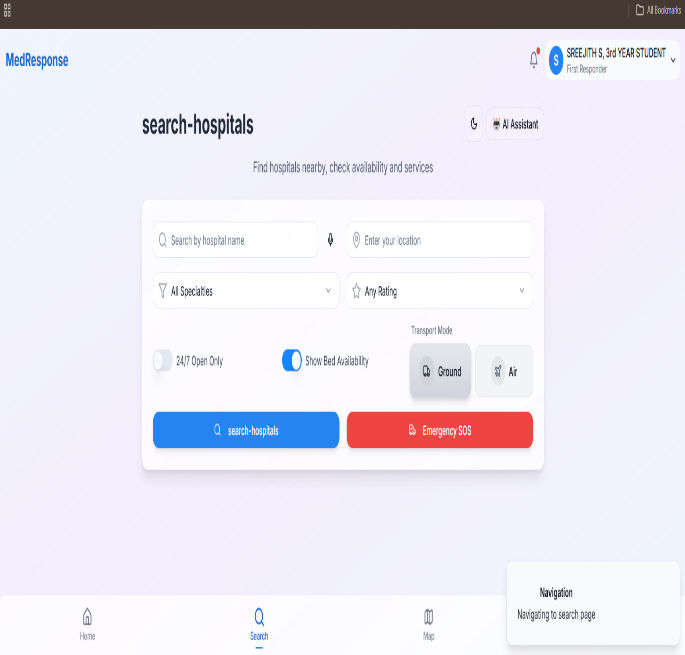 All Bookmarks
MedResponse
S
SREEJITH S, 3rd YEAR STUDENT
First Responder
search-hospitals
AI Assistant
Find hospitals nearby, check availability and services
Search by hospital name
Enter your location
All Specialties
Any Rating
Transport Mode
24/7 Open Only
Show Bed Availability
Ground
Air
search-hospitals
Emergency SOS
Navigation
Navigating to search page
Home
Search
Map